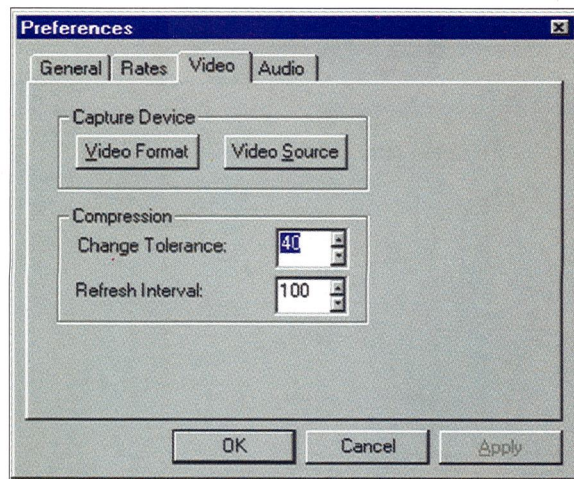 Preferences
General Rates Video Audio
Capture Device
Video Format Video Source
Compression
Change Tolerance: 40
Refresh Interval: 100
OK Cancel Apply